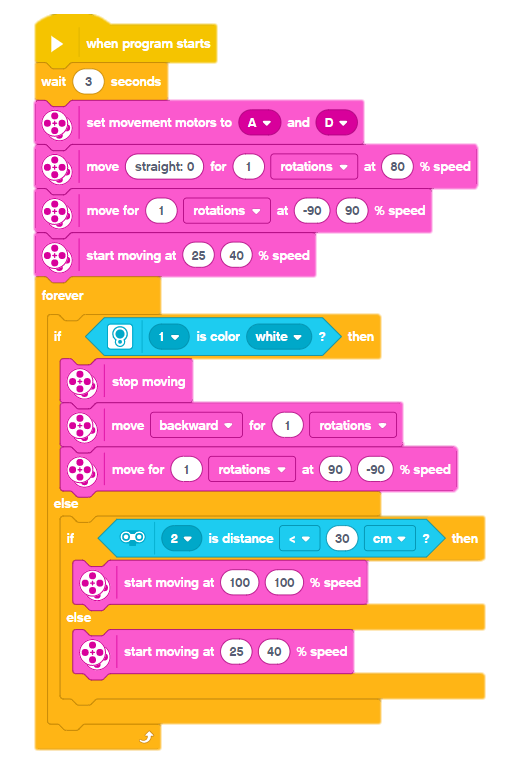 when program starts
wait 3 seconds
set movement motors to A and D
move straight: 0 for 1 rotations at 80 % speed
move for 1 rotations at -90 90 % speed
start moving at 25 40 % speed
forever
if 1 is color white ? then
stop moving
move backward for 1 rotations
move for 1 rotations at 90 -90 % speed
else
if 2 is distance < 30 cm ? then
start moving at 100 100 % speed
else
start moving at 25 40 % speed